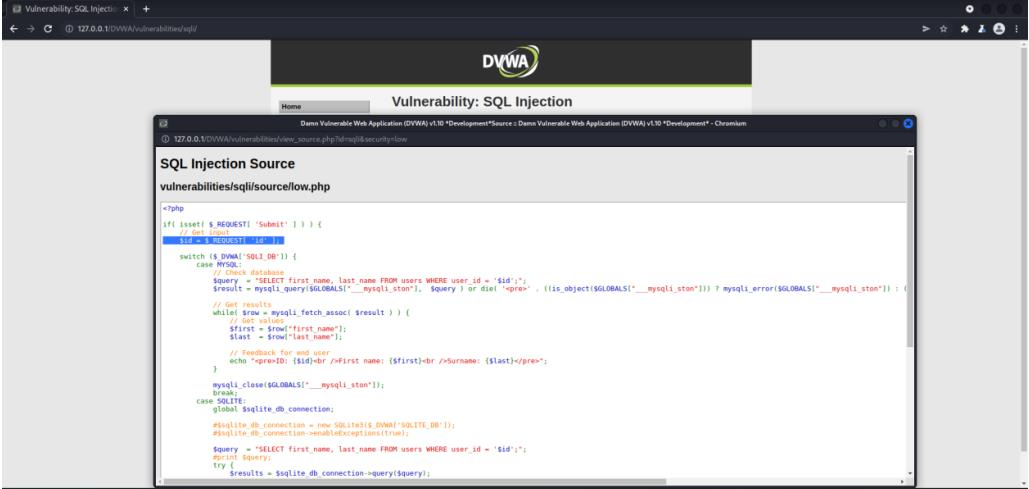 Vulnerability: SQL Injectio
127.0.0.1/DVWA/vulnerabilities/sqli/
DVWA
Home
Vulnerability: SQL Injection
Damn Vulnerable Web Application (DVWA) v1.10 *Development*Source :: Damn Vulnerable Web Application (DVWA) v1.10 *Development* - Chromium
127.0.0.1/DVWA/vulnerabilities/view_source.php?id=sqli&security=low
SQL Injection Source
vulnerabilities/sqli/source/low.php
<?php
if( isset( $_REQUEST[ 'Submit' ] ) ) {
// Get input
$id = $_REQUEST[ 'id' ];
switch ($_DVWA['SQLI_DB']) {
case MYSQL:
// Check database
$query  = "SELECT first_name, last_name FROM users WHERE user_id = '$id';";
$result = mysqli_query($GLOBALS["___mysqli_ston"],  $query ) or die( '<pre>' . ((is_object($GLOBALS["___mysqli_ston"])) ? mysqli_error($GLOBALS["___mysqli_ston"]) : (
// Get results
while( $row = mysqli_fetch_assoc( $result ) ) {
// Get values
$first = $row["first_name"];
$last  = $row["last_name"];
// Feedback for end user
echo "<pre>ID: {$id}<br />First name: {$first}<br />Surname: {$last}</pre>";
}
mysqli_close($GLOBALS["___mysqli_ston"]);
break;
case SQLITE:
global $sqlite_db_connection;
#$sqlite_db_connection = new SQLite3($_DVWA['SQLITE_DB']);
#$sqlite_db_connection->enableExceptions(true);
$query  = "SELECT first_name, last_name FROM users WHERE user_id = '$id';";
#print $query;
try {
$results = $sqlite_db_connection->query($query);